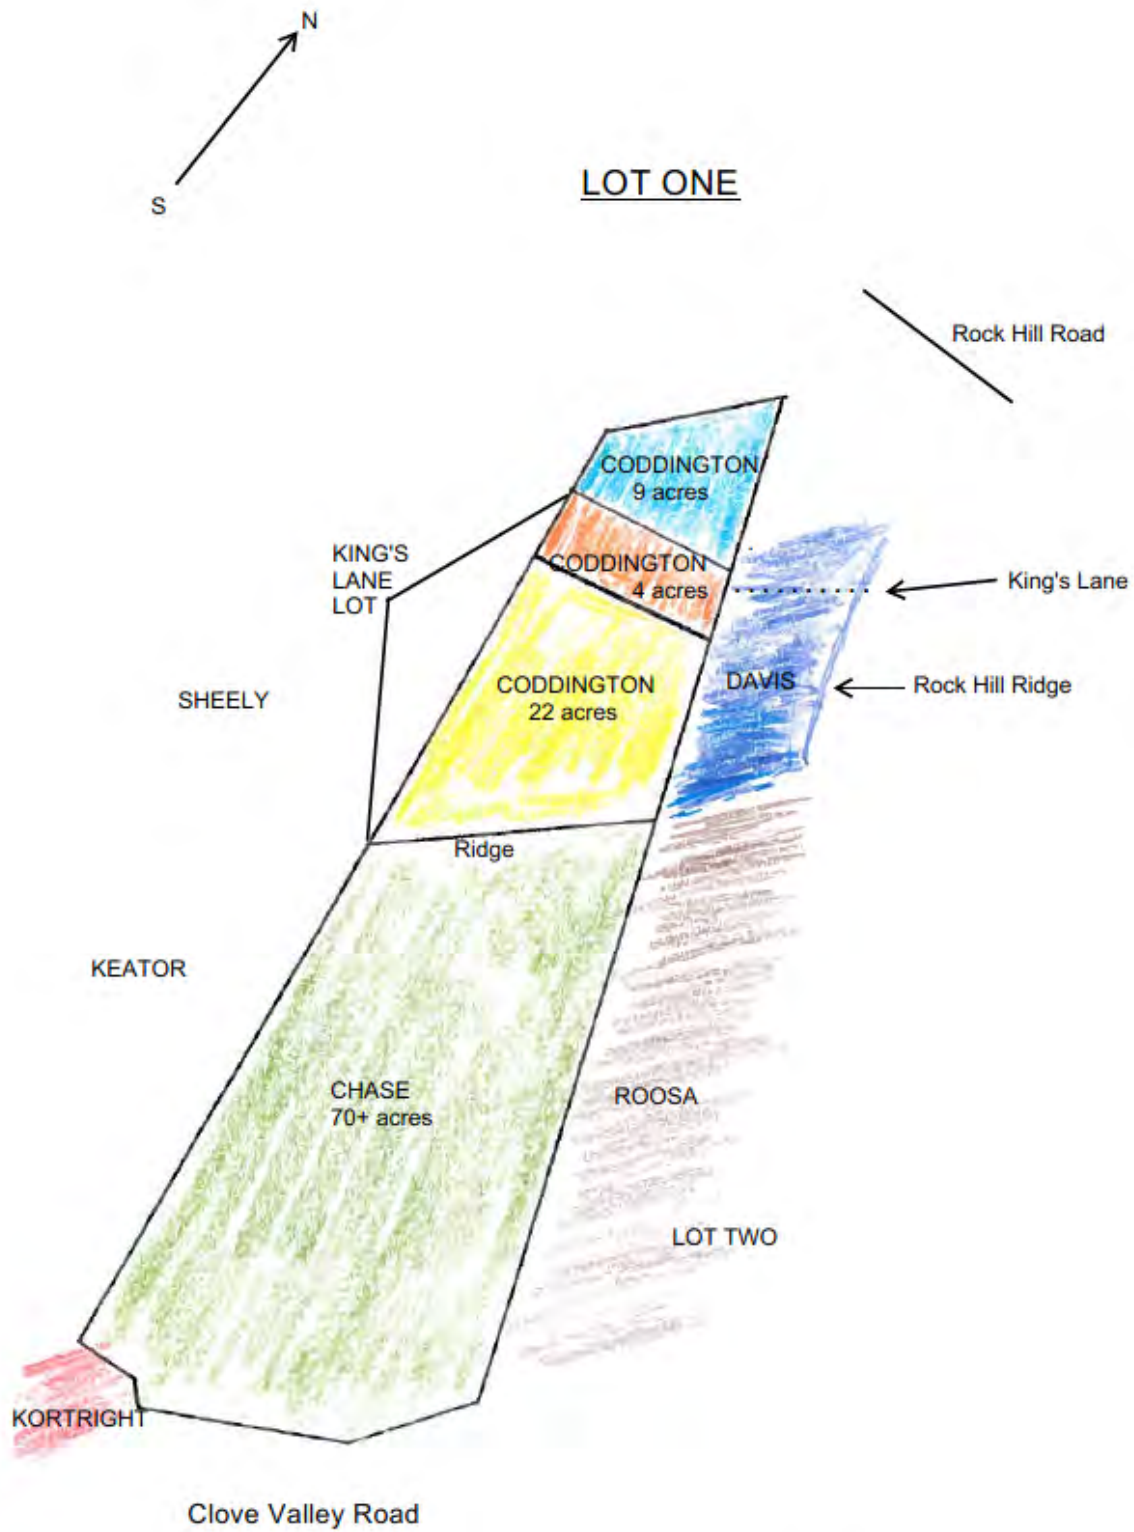 N
S
LOT ONE
Rock Hill Road
CODDINGTON
9 acres
KING'S
LANE
LOT
CODDINGTON
4 acres
King's Lane
SHEELY
CODDINGTON
22 acres
DAVIS
Rock Hill Ridge
Ridge
KEATOR
CHASE
70+ acres
ROOSA
LOT TWO
KORTRIGHT
Clove Valley Road